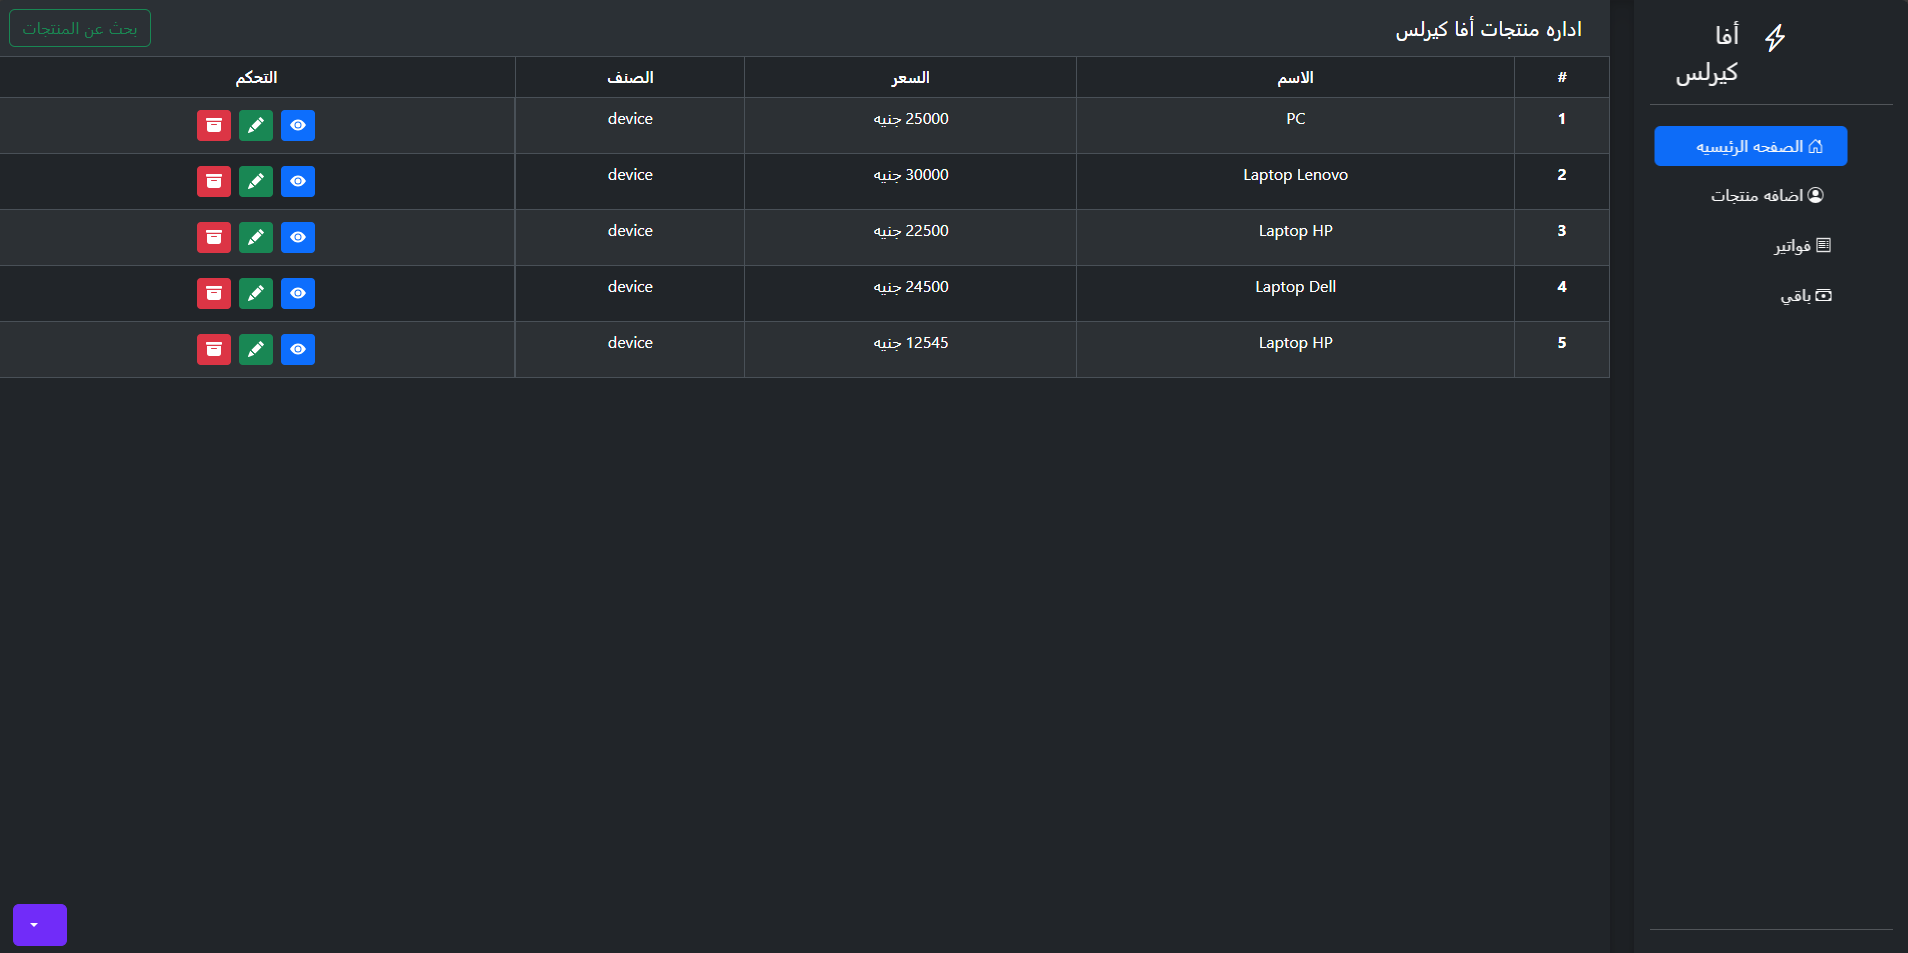 أفا
كيرلس
الصفحه الرئيسيه
اضافه منتجات
فواتير
باقي
اداره منتجات أفا كيرلس
بحث عن المنتجات
# الاسم السعر الصنف التحكم
1 PC 25000 جنيه device
2 Laptop Lenovo 30000 جنيه device
3 Laptop HP 22500 جنيه device
4 Laptop Dell 24500 جنيه device
5 Laptop HP 12545 جنيه device